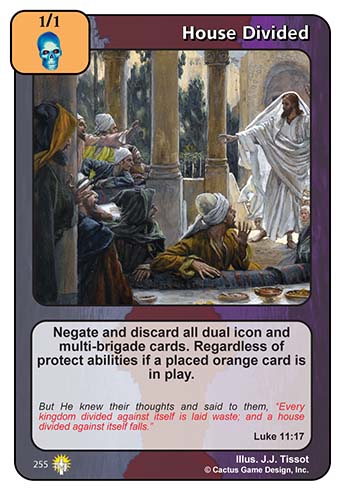 1/1
House Divided
Negate and discard all dual icon and
multi-brigade cards. Regardless of
protect abilities if a placed orange card is
in play.
But He knew their thoughts and said to them, “Every
kingdom divided against itself is laid waste; and a house
divided against itself falls.”
Luke 11:17
Illus. J.J. Tissot
255
© Cactus Game Design, Inc.